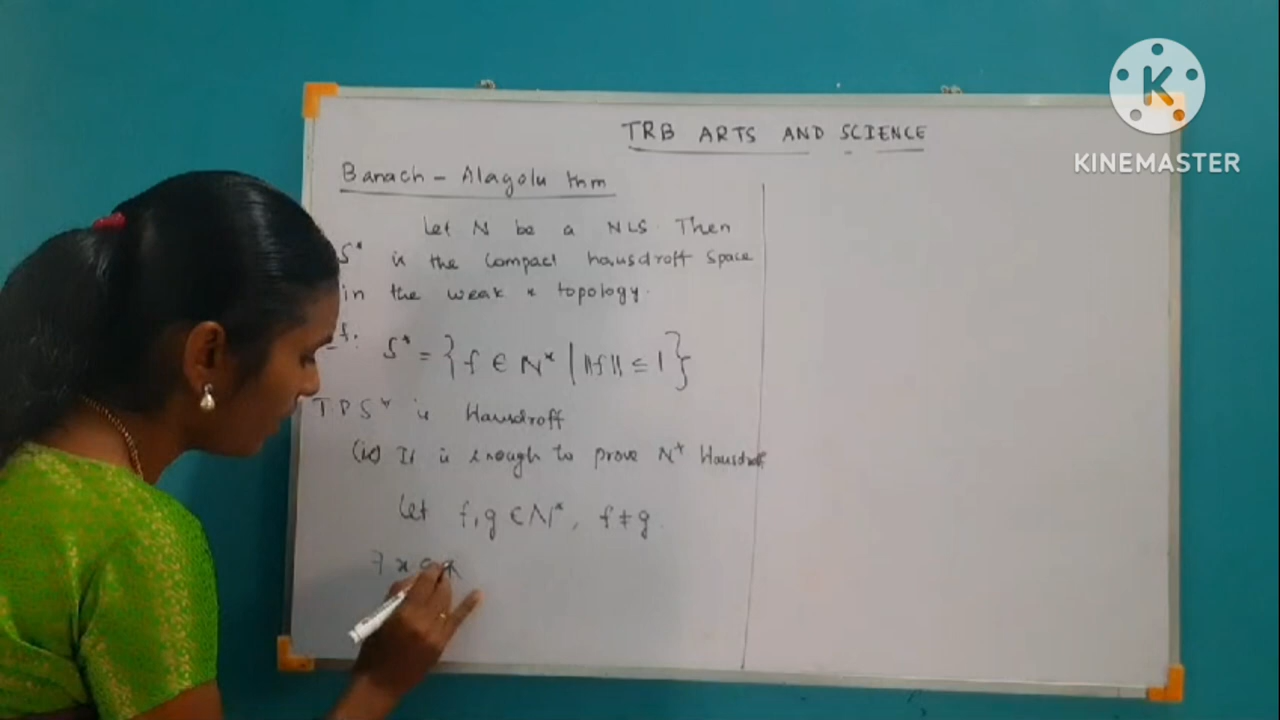 TRB ARTS AND SCIENCE
KINEMASTER
Banach - Alagolu thm
Let N be a NLS. Then
S* is the compact hausdroff space
in the weak * topology.
f:
S* = {f ∈ N* | ||f|| ≤ 1}
T P S* is Hausdroff
(ie) It is enough to prove N* Hausdroff
Let f, g ∈ N*, f ≠ g.
∃ x ∈